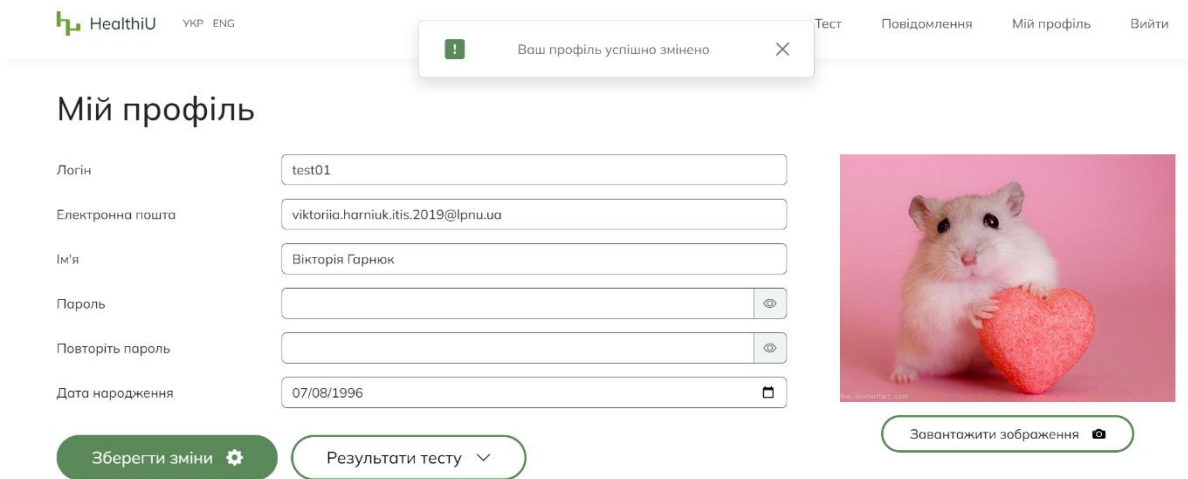 HealthiU УКР ENG Тест Повідомлення Мій профіль Вийти
Ваш профіль успішно змінено
Мій профіль
Логін test01
Електронна пошта viktoriia.harniuk.itis.2019@lpnu.ua
Ім'я Вікторія Гарнюк
Пароль
Повторіть пароль
Дата народження 07/08/1996
Завантажити зображення
Зберегти зміни Результати тесту